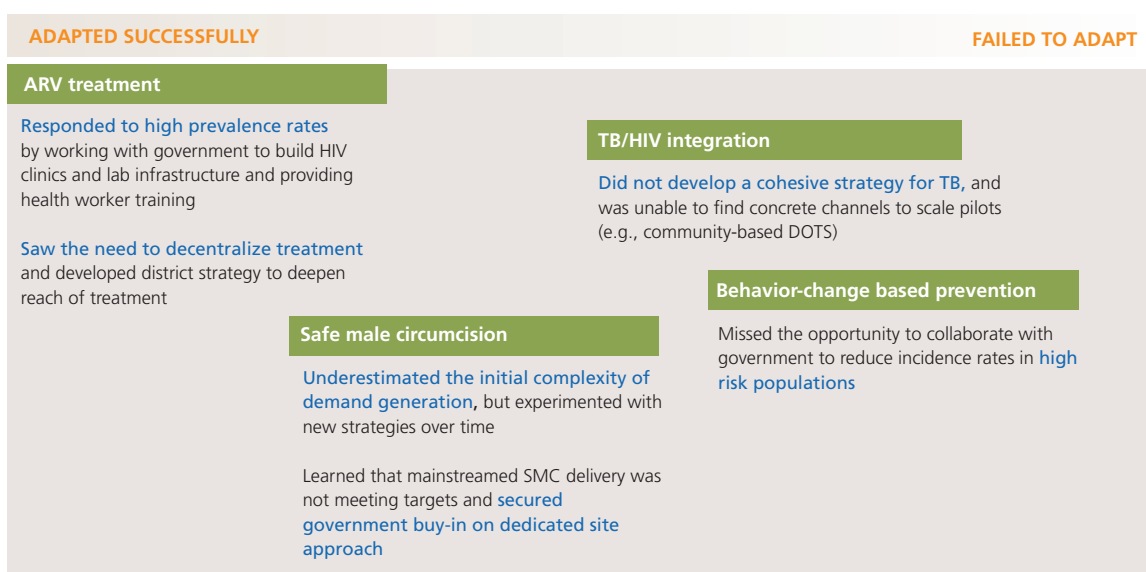 ADAPTED SUCCESSFULLY
FAILED TO ADAPT
ARV treatment
Responded to high prevalence rates
by working with government to build HIV
clinics and lab infrastructure and providing
health worker training
Saw the need to decentralize treatment
and developed district strategy to deepen
reach of treatment
Safe male circumcision
Underestimated the initial complexity of
demand generation, but experimented with
new strategies over time
Learned that mainstreamed SMC delivery was
not meeting targets and secured
government buy-in on dedicated site
approach
TB/HIV integration
Did not develop a cohesive strategy for TB, and
was unable to find concrete channels to scale pilots
(e.g., community-based DOTS)
Behavior-change based prevention
Missed the opportunity to collaborate with
government to reduce incidence rates in high
risk populations